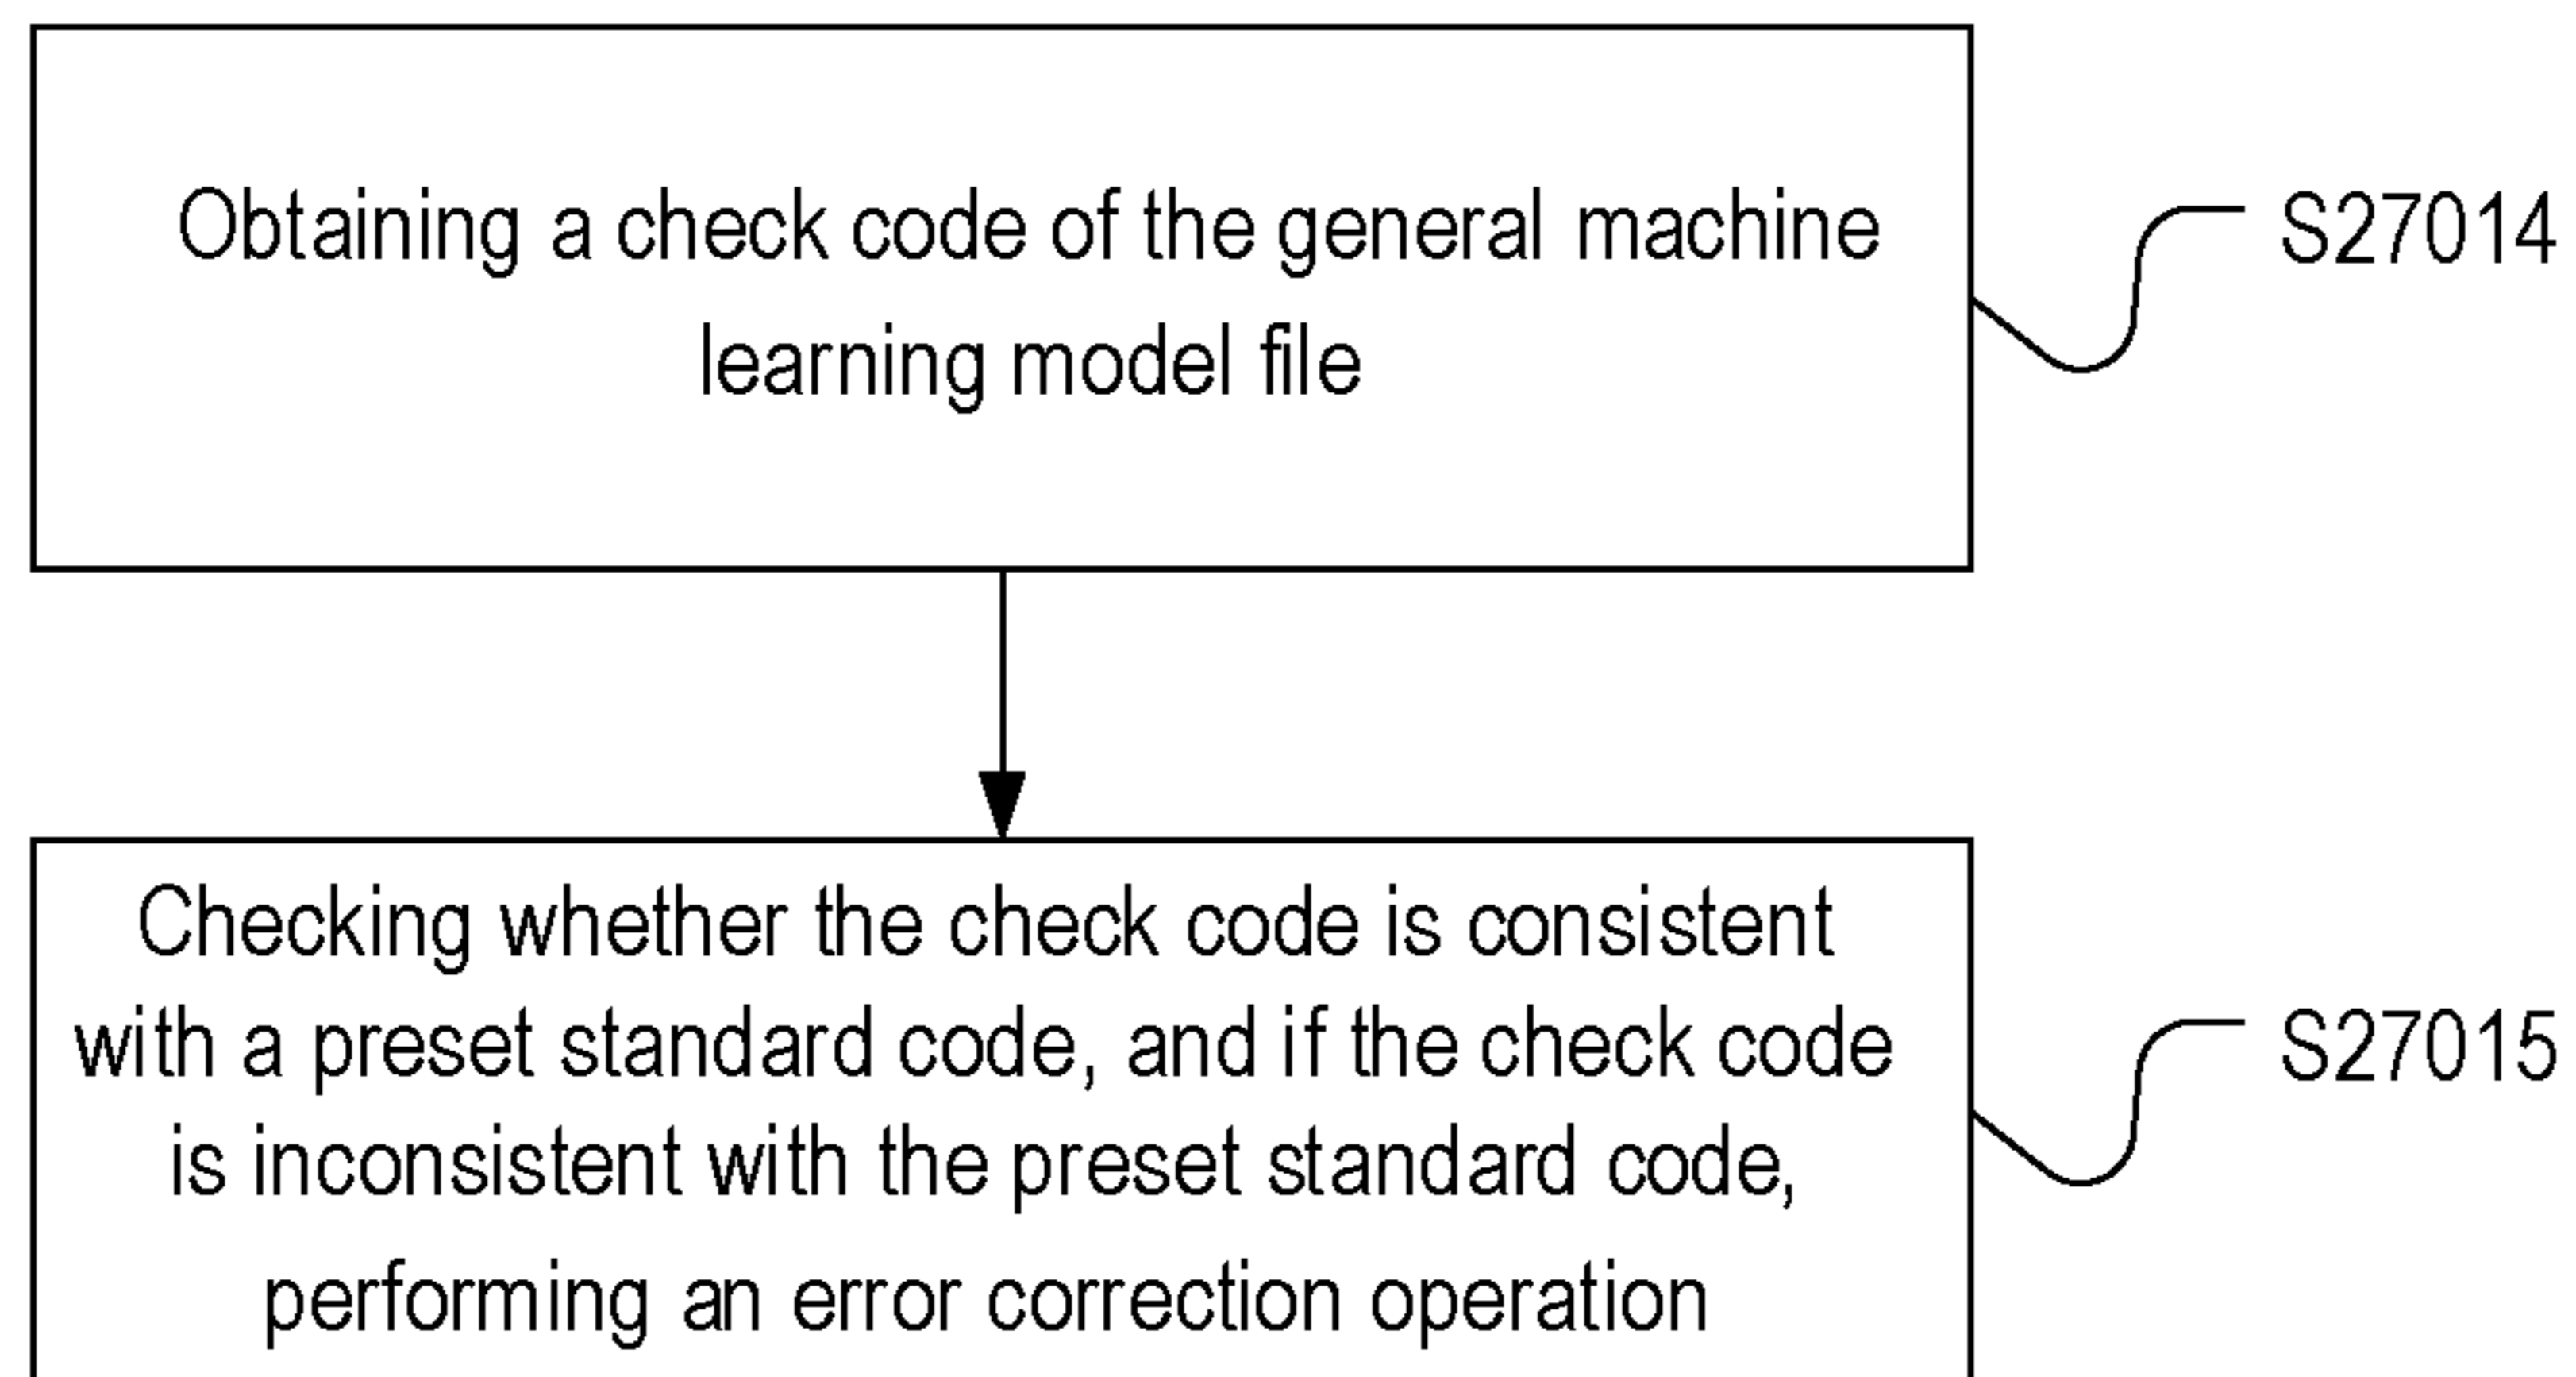 Obtaining a check code of the general machine
learning model file
S27014
Checking whether the check code is consistent
with a preset standard code, and if the check code
is inconsistent with the preset standard code,
performing an error correction operation
S27015